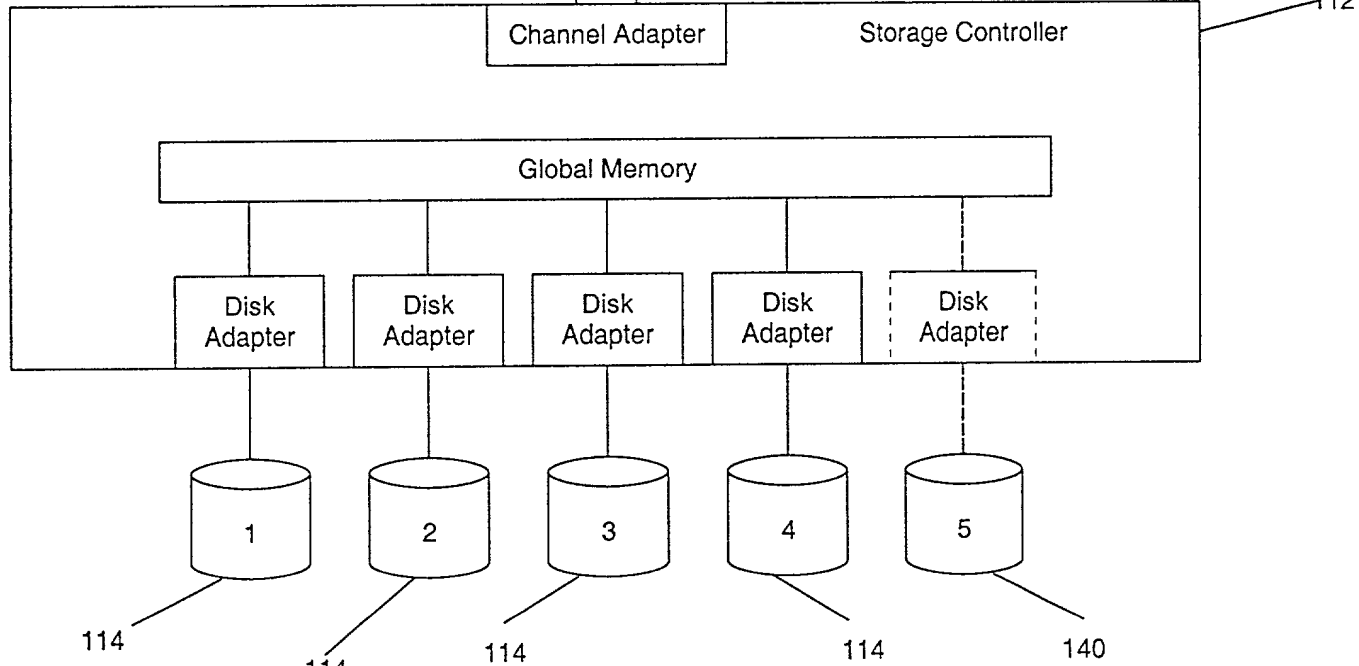 112
Channel Adapter
Storage Controller
Global Memory
Disk
Adapter
Disk
Adapter
Disk
Adapter
Disk
Adapter
Disk
Adapter
1
2
3
4
5
114
114
114
114
140